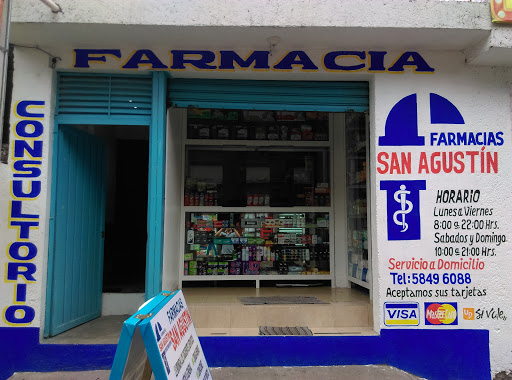 FARMACIA
CONSULTORIO
FARMACIAS
SAN AGUSTÍN
HORARIO
Lunes a Viernes
8:00 a 22:00 Hrs.
Sabados y Domingo
10:00 a 21:00 Hrs.
Servicio a Domicilio
Tel: 5849 6088
Aceptamos sus tarjetas
VISA MasterCard Si Vale
FARMACIAS
SAN AGUSTÍN